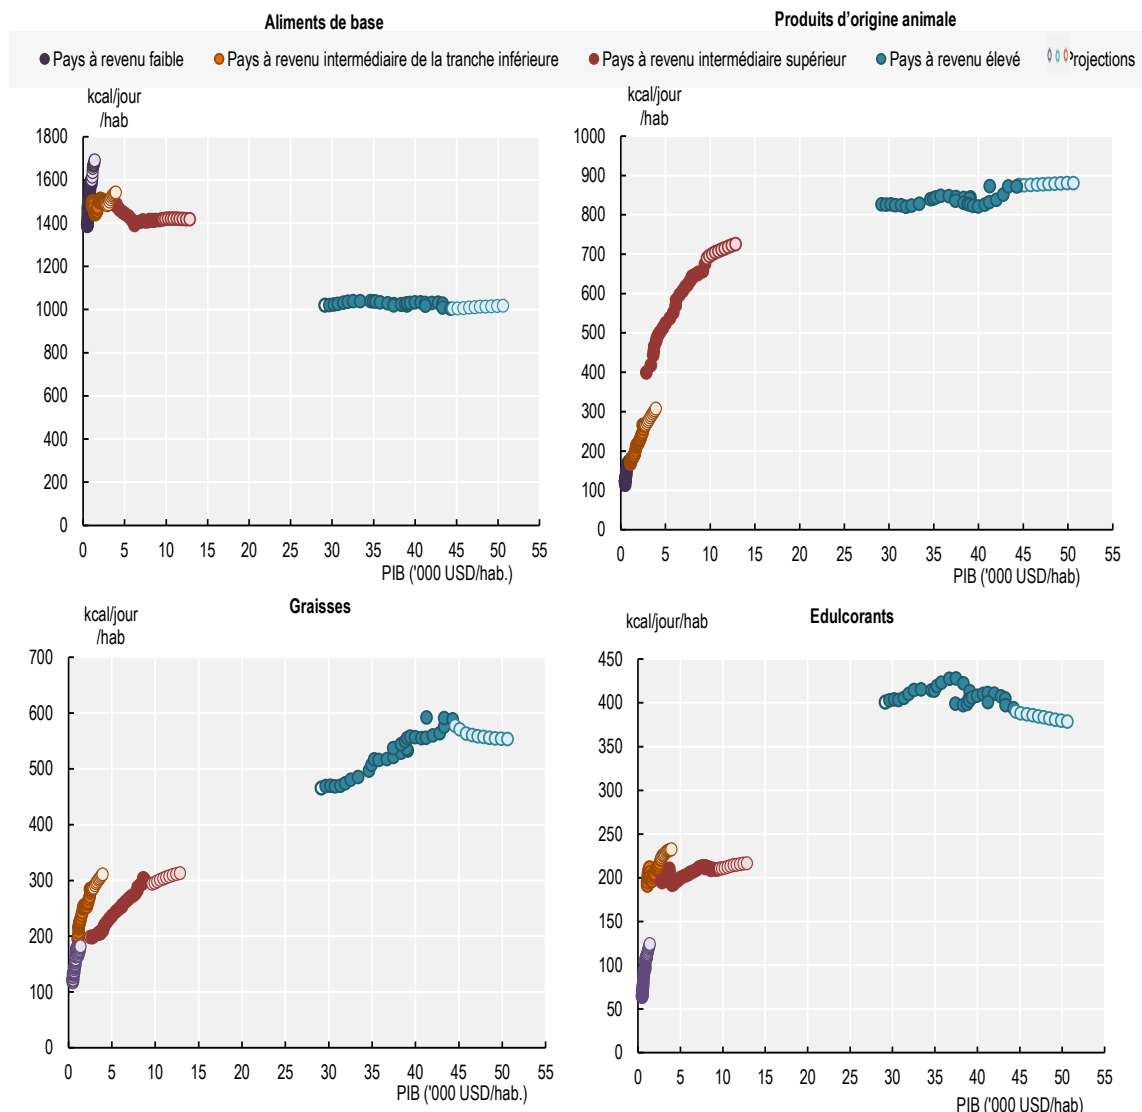 Aliments de base
Produits d'origine animale
Pays à revenu faible
Pays à revenu intermédiaire de la tranche inférieure
Pays à revenu intermédiaire supérieur
Pays à revenu élevé
Projections
kcal/jour
/hab
1800
1600
1400
1200
1000
800
600
400
200
0
0 5 10 15 20 25 30 35 40 45 50 55
PIB ('000 USD/hab.)
kcal/jour
/hab
1000
900
800
700
600
500
400
300
200
100
0
0 5 10 15 20 25 30 35 40 45 50 55
PIB ('000 USD/hab)
Graisses
kcal/jour
/hab
700
600
500
400
300
200
100
0
0 5 10 15 20 25 30 35 40 45 50 55
PIB ('000 USD/hab.)
Edulcorants
kcal/jour/hab
450
400
350
300
250
200
150
100
50
0
0 5 10 15 20 25 30 35 40 45 50 55
PIB ('000 USD/hab)